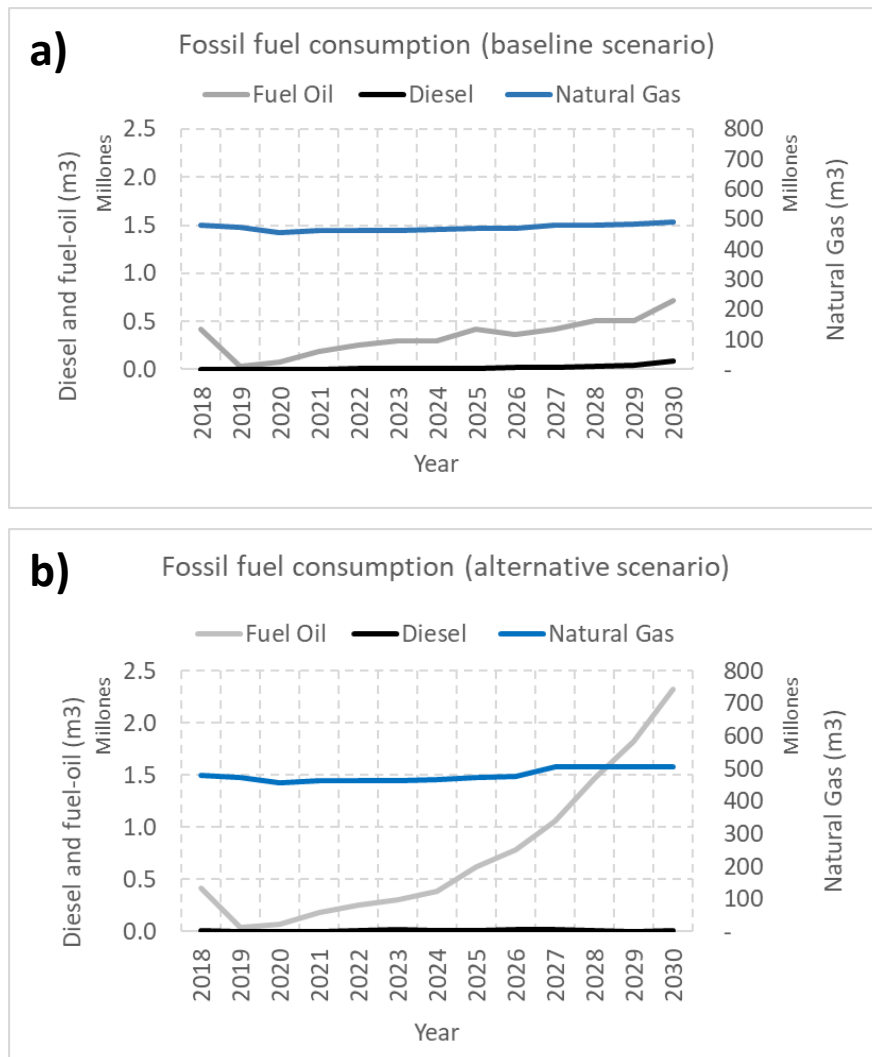 a)
Fossil fuel consumption (baseline scenario)
Fuel Oil Diesel Natural Gas
Diesel and fuel-oil (m3)
Millones
2.5
2.0
1.5
1.0
0.5
0.0
800
700
600
500
400
300
200
100
-
Millones
Natural Gas (m3)
2018 2019 2020 2021 2022 2023 2024 2025 2026 2027 2028 2029 2030
Year
b)
Fossil fuel consumption (alternative scenario)
Fuel Oil Diesel Natural Gas
Diesel and fuel-oil (m3)
Millones
2.5
2.0
1.5
1.0
0.5
0.0
800
700
600
500
400
300
200
100
-
Millones
Natural Gas (m3)
2018 2019 2020 2021 2022 2023 2024 2025 2026 2027 2028 2029 2030
Year